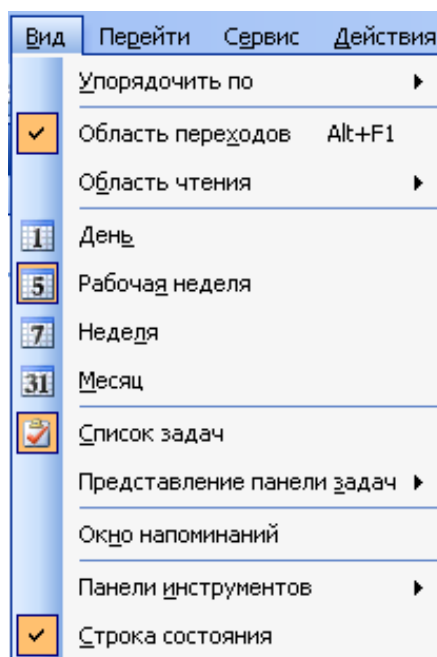 Вид Перейти Сервис Действия
Упорядочить по
Область переходов Alt+F1
Область чтения
1 День
5 Рабочая неделя
7 Неделя
31 Месяц
Список задач
Представление панели задач
Окно напоминаний
Панели инструментов
Строка состояния